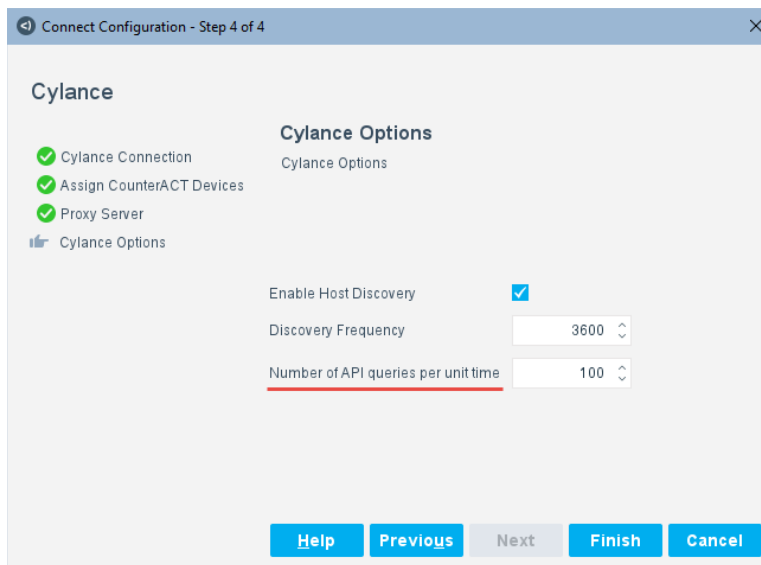 Connect Configuration - Step 4 of 4
Cylance
Cylance Connection
Assign CounterACT Devices
Proxy Server
Cylance Options
Cylance Options
Cylance Options
Enable Host Discovery
Discovery Frequency 3600
Number of API queries per unit time 100
Help Previous Next Finish Cancel